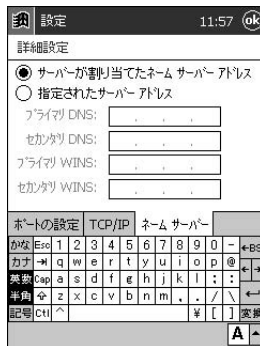 設定 11:57 ok
詳細設定
サーバーが割り当てたネーム サーバー アドレス
指定されたサーバー アドレス
プライマリ DNS:
セカンダリ DNS:
プライマリ WINS:
セカンダリ WINS:
ポートの設定 TCP/IP ネーム サーバー
かな Esc 1 2 3 4 5 6 7 8 9 0 - ←BS
カナ →| q w e r t y u i o p @ ← →
英数 Cap a s d f g h j k l ; :
半角 ⇧ z x c v b n m , . / \ ↵
記号 Ctl ^ ¥ [ ] 変換
A